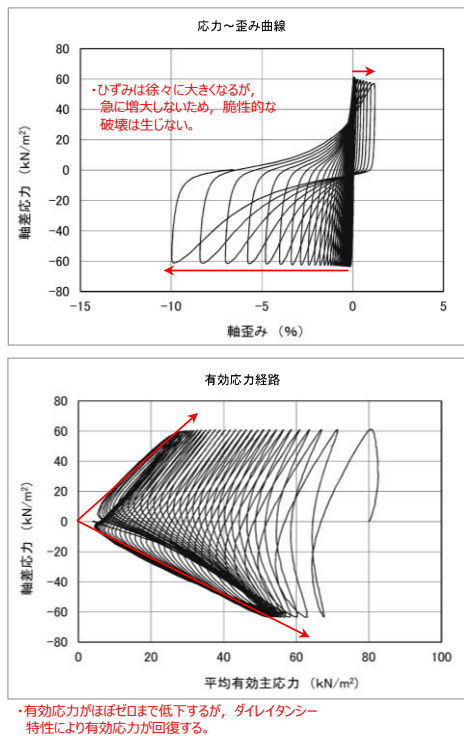 応力～歪み曲線
80
60
40
20
0
-20
-40
-60
-80
-15
-10
-5
0
5
軸差応力 （kN/m²）
軸歪み （%）
・ひずみは徐々に大きくなるが，
急に増大しないため，脆性的な
破壊は生じない。
有効応力経路
80
60
40
20
0
-20
-40
-60
-80
0
20
40
60
80
100
軸差応力 （kN/m²）
平均有効主応力 （kN/m²）
・有効応力がほぼゼロまで低下するが，ダイレイタンシー
特性により有効応力が回復する。